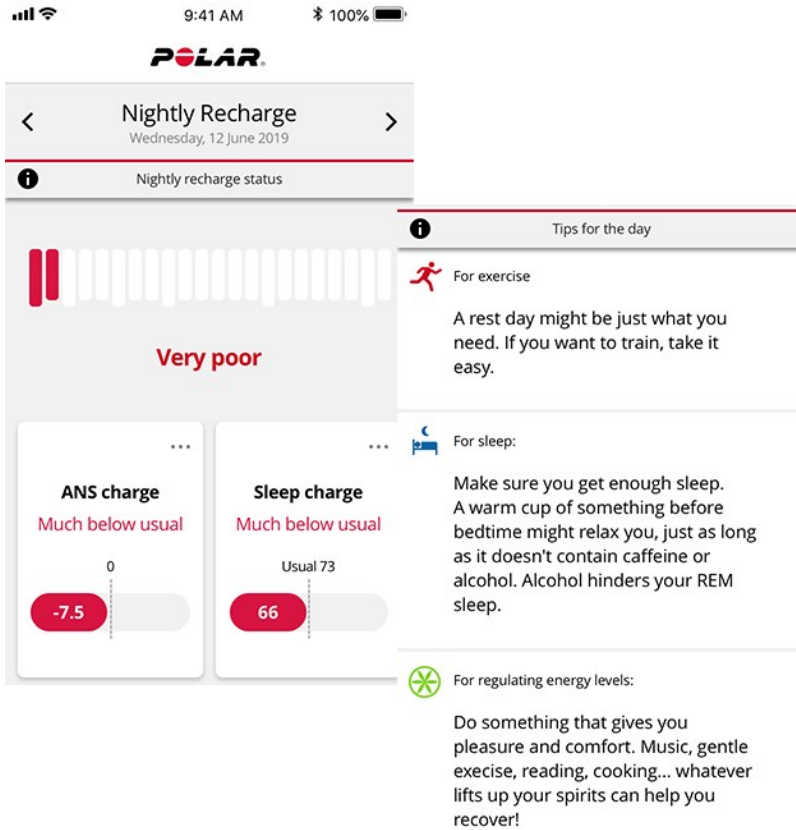 9:41 AM
100%
POLAR
Nightly Recharge
Wednesday, 12 June 2019
Nightly recharge status
Very poor
ANS charge
Much below usual
0
-7.5
Sleep charge
Much below usual
Usual 73
66
Tips for the day
For exercise
A rest day might be just what you
need. If you want to train, take it
easy.
For sleep:
Make sure you get enough sleep.
A warm cup of something before
bedtime might relax you, just as long
as it doesn't contain caffeine or
alcohol. Alcohol hinders your REM
sleep.
For regulating energy levels:
Do something that gives you
pleasure and comfort. Music, gentle
execise, reading, cooking... whatever
lifts up your spirits can help you
recover!